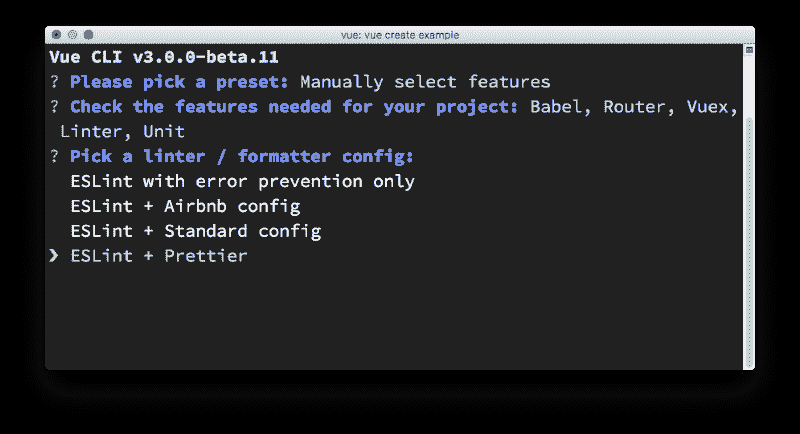 vue: vue create example
Vue CLI v3.0.0-beta.11
? Please pick a preset: Manually select features
? Check the features needed for your project: Babel, Router, Vuex,
Linter, Unit
? Pick a linter / formatter config:
ESLint with error prevention only
ESLint + Airbnb config
ESLint + Standard config
❯ ESLint + Prettier